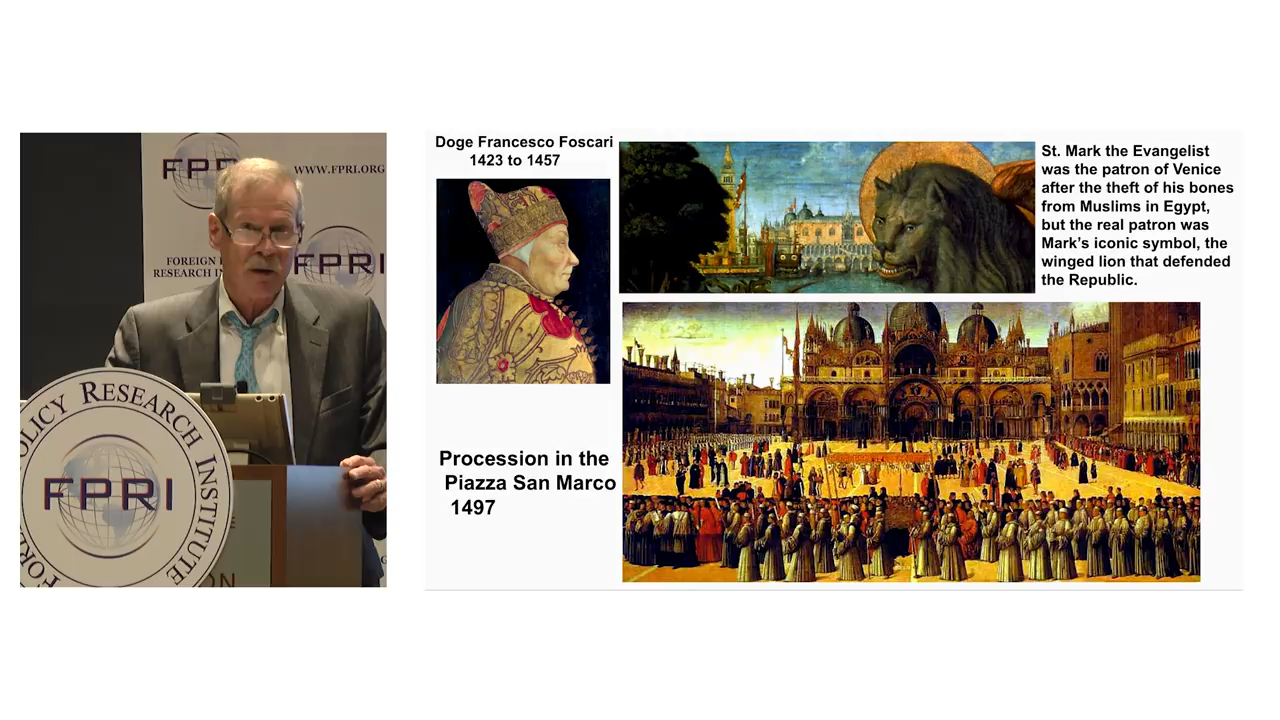 FPRI
WWW.FPRI.ORG
FOREIGN
RESEARCH IN
FPRI
POLICY RESEARCH INSTITUTE
FPRI
Doge Francesco Foscari
1423 to 1457
St. Mark the Evangelist
was the patron of Venice
after the theft of his bones
from Muslims in Egypt,
but the real patron was
Mark's iconic symbol, the
winged lion that defended
the Republic.
Procession in the
Piazza San Marco
1497